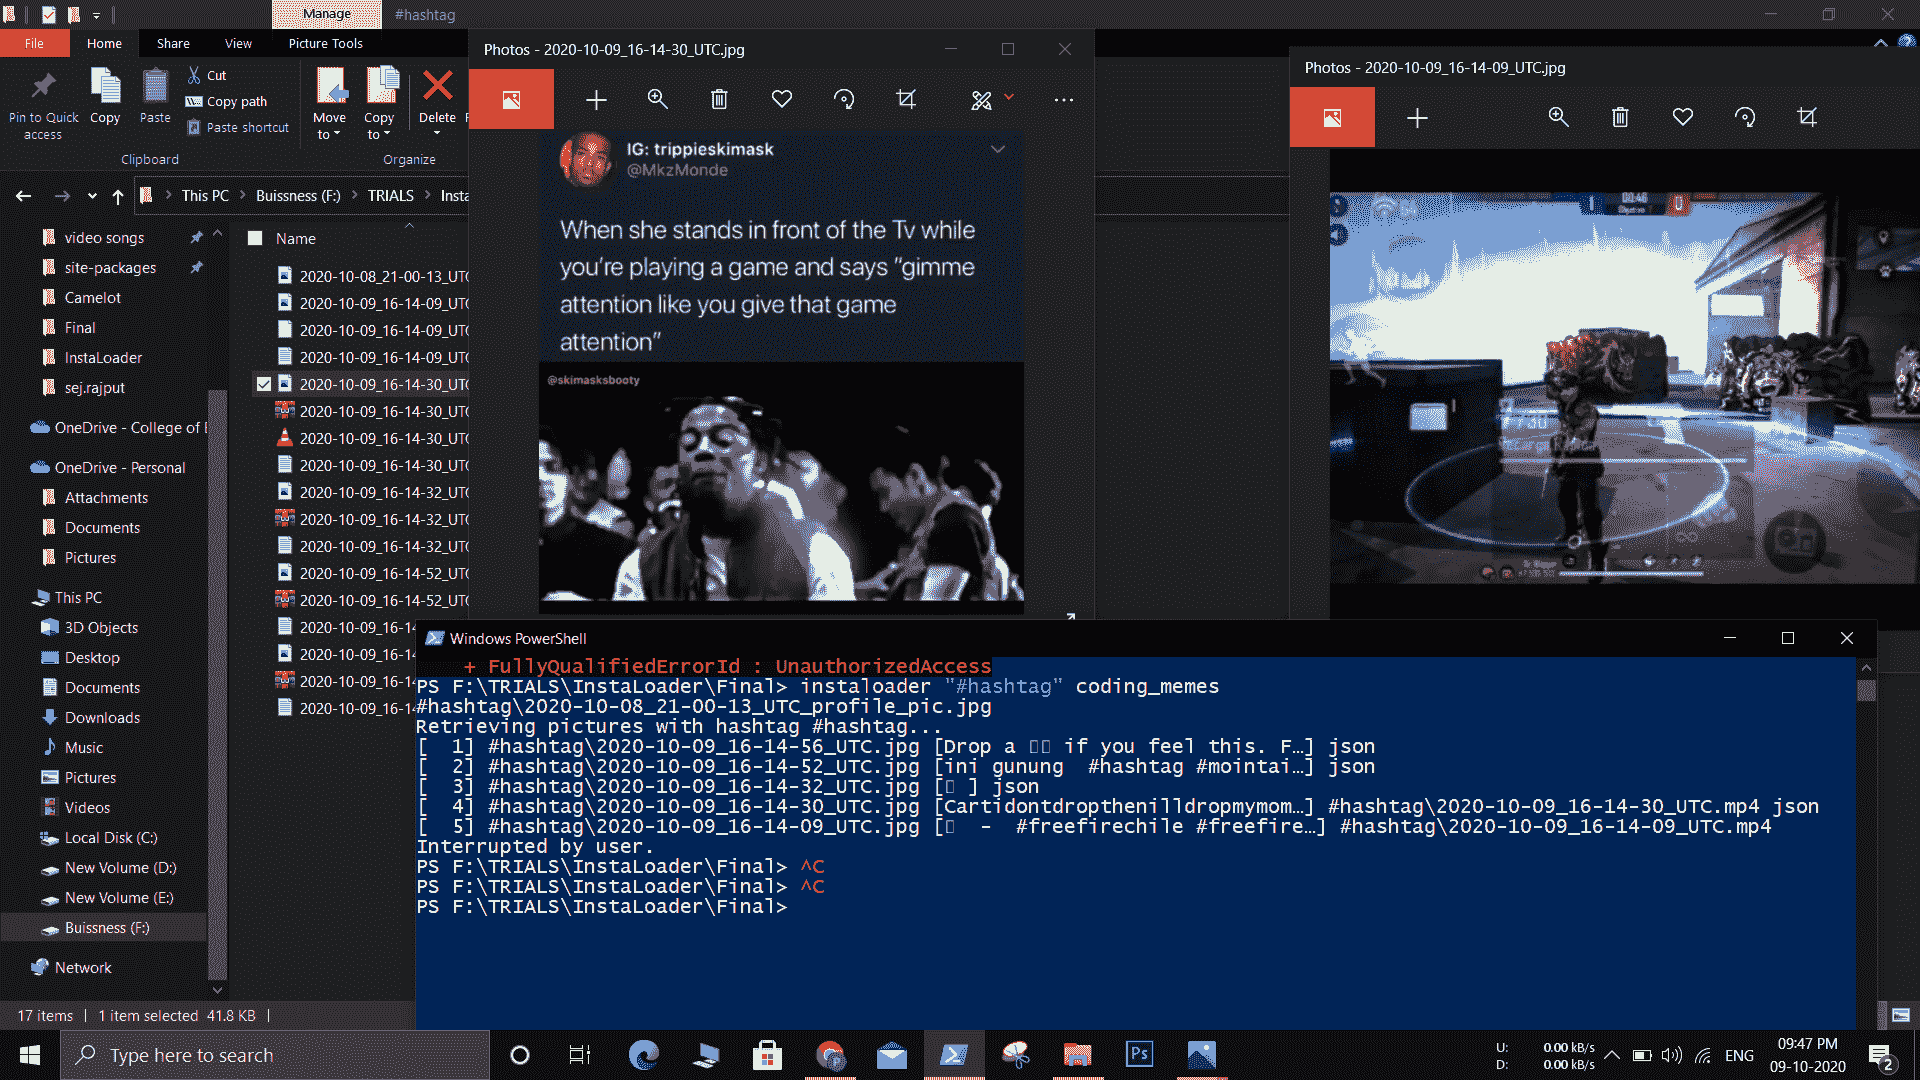 Manage
#hashtag
File
Home
Share
View
Picture Tools
Pin to Quick
access
Copy
Paste
Cut
Copy path
Paste shortcut
Clipboard
Move
to
Copy
to
Delete
Organize
This PC
Buissness (F:)
TRIALS
Insta
video songs
site-packages
Camelot
Final
InstaLoader
sej.rajput
OneDrive - College of
OneDrive - Personal
Attachments
Documents
Pictures
This PC
3D Objects
Desktop
Documents
Downloads
Music
Pictures
Videos
Local Disk (C:)
New Volume (D:)
New Volume (E:)
Buissness (F:)
Network
Name
2020-10-08_21-00-13_UTC
2020-10-09_16-14-09_UTC
2020-10-09_16-14-09_UTC
2020-10-09_16-14-09_UTC
2020-10-09_16-14-30_UTC
2020-10-09_16-14-30_UTC
2020-10-09_16-14-30_UTC
2020-10-09_16-14-30_UTC
2020-10-09_16-14-32_UTC
2020-10-09_16-14-32_UTC
2020-10-09_16-14-32_UTC
2020-10-09_16-14-52_UTC
2020-10-09_16-14-52_UTC
2020-10-09_16-14
2020-10-09_16-14
2020-10-09_16-14
2020-10-09_16-14
17 items
1 item selected 41.8 KB
Photos - 2020-10-09_16-14-30_UTC.jpg
IG: trippieskimask
@MkzMonde
When she stands in front of the Tv while
you're playing a game and says "gimme
attention like you give that game
attention"
@skimasksbooty
Photos - 2020-10-09_16-14-09_UTC.jpg
1
00:46
0
Windows PowerShell
+ FullyQualifiedErrorId : UnauthorizedAccess
PS F:\TRIALS\InstaLoader\Final> instaloader "#hashtag" coding_memes
#hashtag\2020-10-08_21-00-13_UTC_profile_pic.jpg
Retrieving pictures with hashtag #hashtag...
[  1] #hashtag\2020-10-09_16-14-56_UTC.jpg [Drop a ▯▯ if you feel this. F…] json
[  2] #hashtag\2020-10-09_16-14-52_UTC.jpg [ini gunung  #hashtag #mointai…] json
[  3] #hashtag\2020-10-09_16-14-32_UTC.jpg [▯ ] json
[  4] #hashtag\2020-10-09_16-14-30_UTC.jpg [Cartidontdropthenilldropmymom…] #hashtag\2020-10-09_16-14-30_UTC.mp4 json
[  5] #hashtag\2020-10-09_16-14-09_UTC.jpg [▯  -  #freefirechile #freefire…] #hashtag\2020-10-09_16-14-09_UTC.mp4
Interrupted by user.
PS F:\TRIALS\InstaLoader\Final> ^C
PS F:\TRIALS\InstaLoader\Final> ^C
PS F:\TRIALS\InstaLoader\Final>
Type here to search
Ps
U: 0.00 kB/s
D: 0.00 kB/s
ENG
09:47 PM
09-10-2020
2